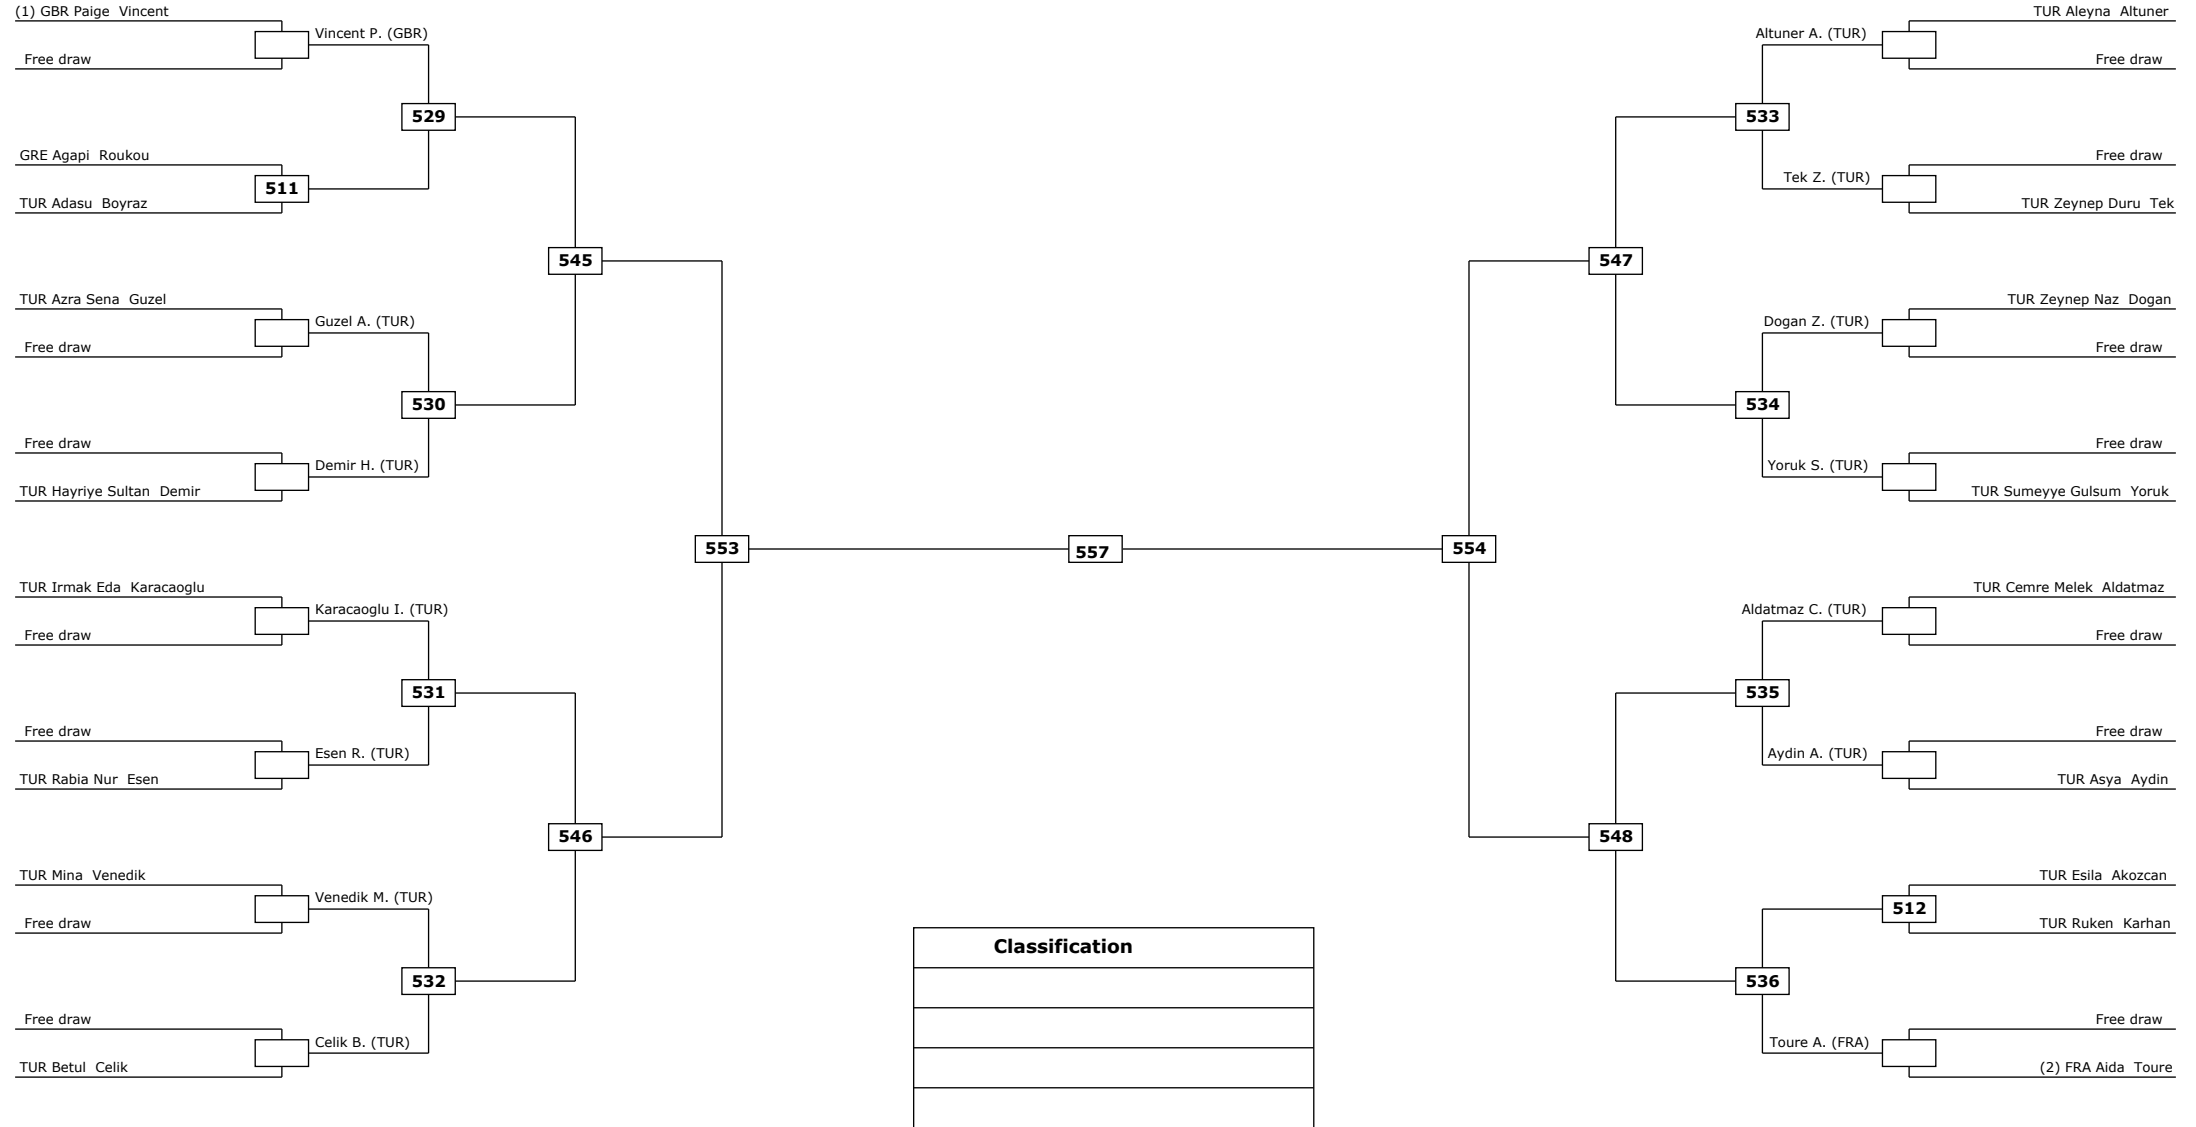 (1) GBR Paige Vincent
Free draw
Vincent P. (GBR)
529
GRE Agapi Roukou
TUR Adasu Boyraz
511
545
TUR Azra Sena Guzel
Free draw
Guzel A. (TUR)
530
Free draw
TUR Hayriye Sultan Demir
Demir H. (TUR)
553
TUR Irmak Eda Karacaoglu
Free draw
Karacaoglu I. (TUR)
531
Free draw
TUR Rabia Nur Esen
Esen R. (TUR)
546
TUR Mina Venedik
Free draw
Venedik M. (TUR)
532
Free draw
TUR Betul Celik
Celik B. (TUR)
557
Classification
TUR Aleyna Altuner
Free draw
Altuner A. (TUR)
533
Free draw
TUR Zeynep Duru Tek
Tek Z. (TUR)
547
TUR Zeynep Naz Dogan
Free draw
Dogan Z. (TUR)
534
Free draw
TUR Sumeyye Gulsum Yoruk
Yoruk S. (TUR)
554
TUR Cemre Melek Aldatmaz
Free draw
Aldatmaz C. (TUR)
535
Free draw
TUR Asya Aydin
Aydin A. (TUR)
548
TUR Esila Akozcan
TUR Ruken Karhan
512
536
Free draw
(2) FRA Aida Toure
Toure A. (FRA)